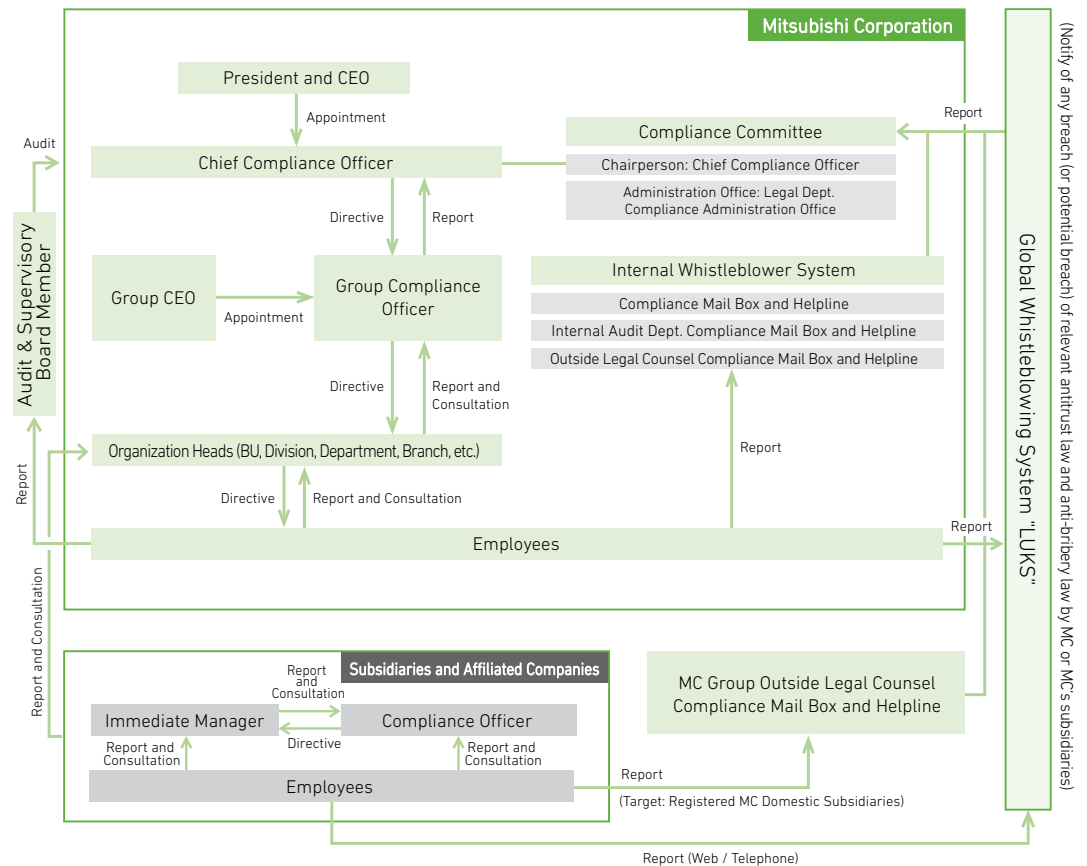 Mitsubishi Corporation
President and CEO
Appointment
Report
Compliance Committee
Audit
Chief Compliance Officer
Chairperson: Chief Compliance Officer
Administration Office: Legal Dept.
Compliance Administration Office
Directive
Report
Audit & Supervisory
Board Member
Group CEO
Appointment
Group Compliance
Officer
Internal Whistleblower System
Compliance Mail Box and Helpline
Internal Audit Dept. Compliance Mail Box and Helpline
Outside Legal Counsel Compliance Mail Box and Helpline
Directive
Report and
Consultation
Organization Heads (BU, Division, Department, Branch, etc.)
Report
Report
Directive
Report and Consultation
Employees
Report
Global Whistleblowing System “LUKS”
(Notify of any breach (or potential breach) of relevant antitrust law and anti-bribery law by MC or MC’s subsidiaries)
Report and Consultation
Subsidiaries and Affiliated Companies
Report
and
Consultation
Immediate Manager
Compliance Officer
Directive
Report and
Consultation
Report and
Consultation
Employees
MC Group Outside Legal Counsel
Compliance Mail Box and Helpline
Report
(Target: Registered MC Domestic Subsidiaries)
Report (Web / Telephone)